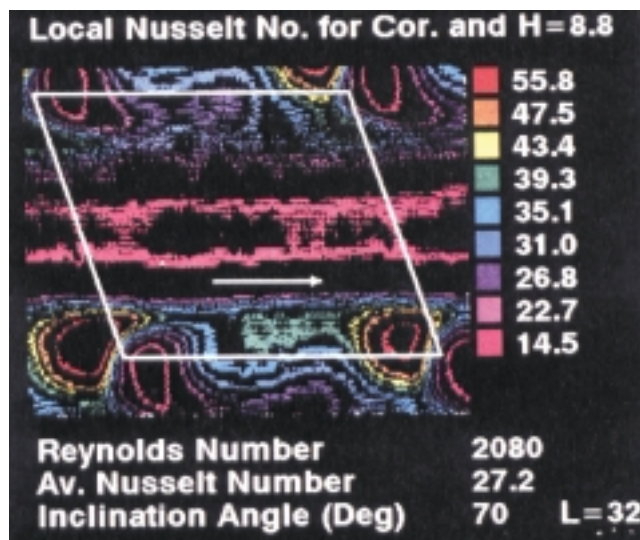 Local Nusselt No. for Cor. and H=8.8
55.8
47.5
43.4
39.3
35.1
31.0
26.8
22.7
14.5
Reynolds Number 2080
Av. Nusselt Number 27.2
Inclination Angle (Deg) 70 L=32